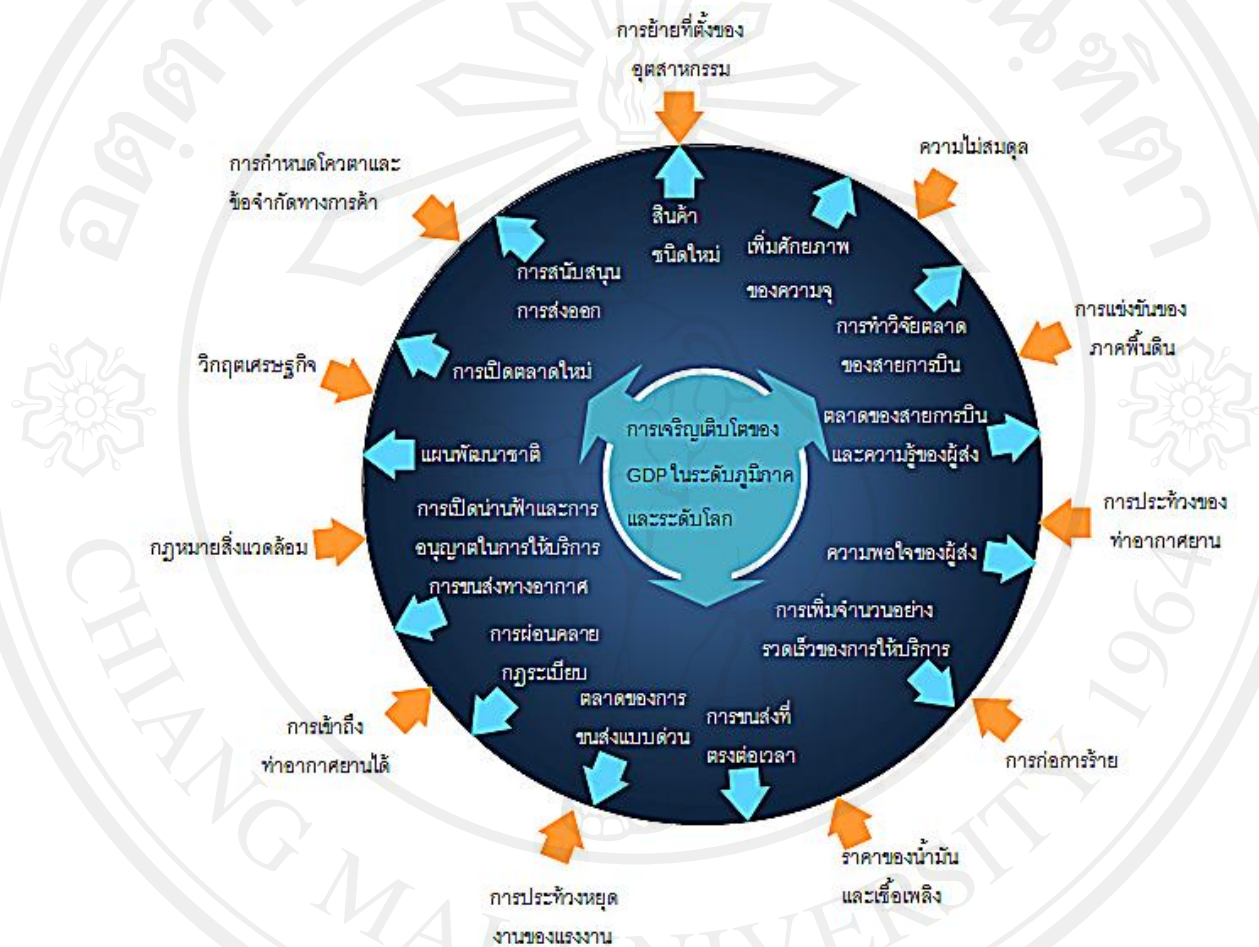 การย้ายที่ตั้งของ
อุตสาหกรรม
ความไม่สมดุล
การกำหนดโควตาและ
ข้อจำกัดทางการค้า
สินค้า
ชนิดใหม่
เพิ่มศักยภาพ
ของความจุ
การสนับสนุน
การส่งออก
การทำวิจัยตลาด
ของสายการบิน
การแข่งขันของ
ภาคพื้นดิน
วิกฤตเศรษฐกิจ
การเปิดตลาดใหม่
ตลาดของสายการบิน
และความรู้ของผู้ส่ง
การเจริญเติบโตของ
GDP ในระดับภูมิภาค
และระดับโลก
แผนพัฒนาชาติ
การเปิดน่านฟ้าและการ
อนุญาตในการให้บริการ
การขนส่งทางอากาศ
กฎหมายสิ่งแวดล้อม
การประท้วงของ
ท่าอากาศยาน
ความพอใจของผู้ส่ง
การเพิ่มจำนวนอย่าง
รวดเร็วของการให้บริการ
การผ่อนคลาย
กฎระเบียบ
ตลาดของการ
ขนส่งแบบด่วน
การขนส่งที่
ตรงต่อเวลา
การเข้าถึง
ท่าอากาศยานได้
การก่อการร้าย
ราคาของน้ำมัน
และเชื้อเพลิง
การประท้วงหยุด
งานของแรงงาน
CHIANG MAI UNIVERSITY 1964